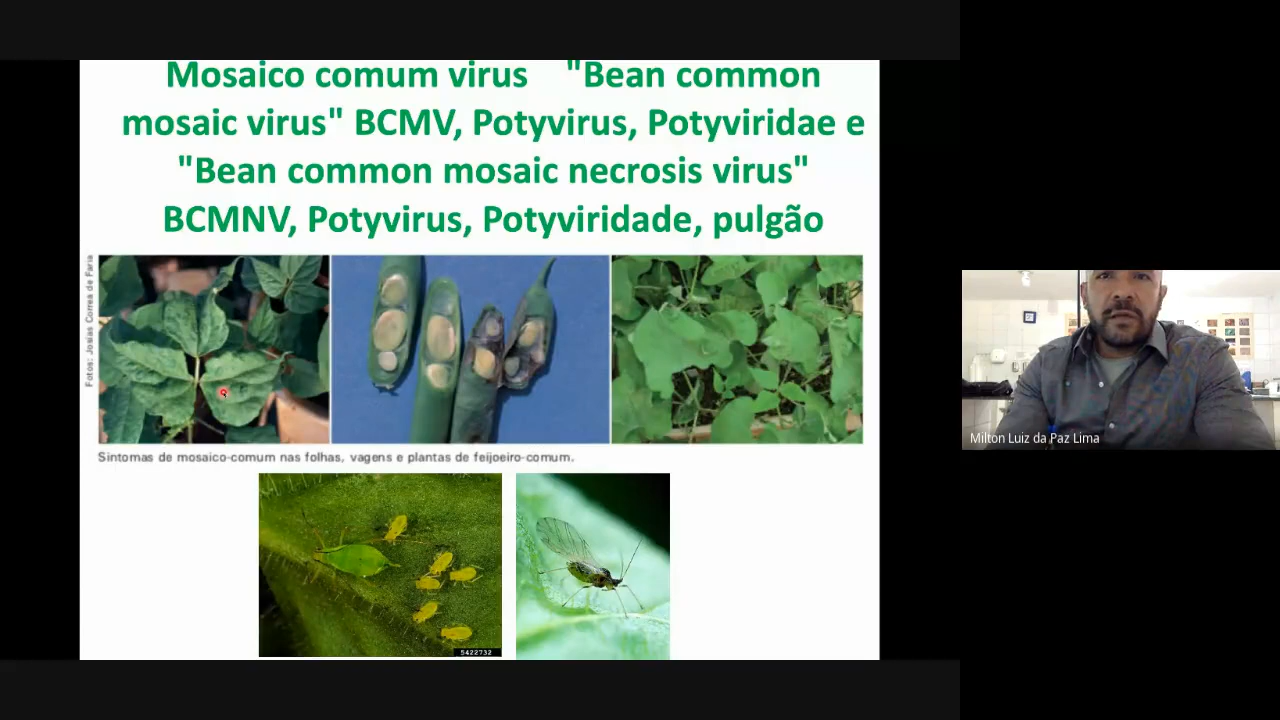 Mosaico comum virus "Bean common
mosaic virus" BCMV, Potyvirus, Potyviridae e
"Bean common mosaic necrosis virus"
BCMNV, Potyvirus, Potyviridade, pulgão
Fotos: Josias Correa de Faria
Sintomas de mosaico-comum nas folhas, vagens e plantas de feijoeiro-comum.
5422732
Milton Luiz da Paz Lima